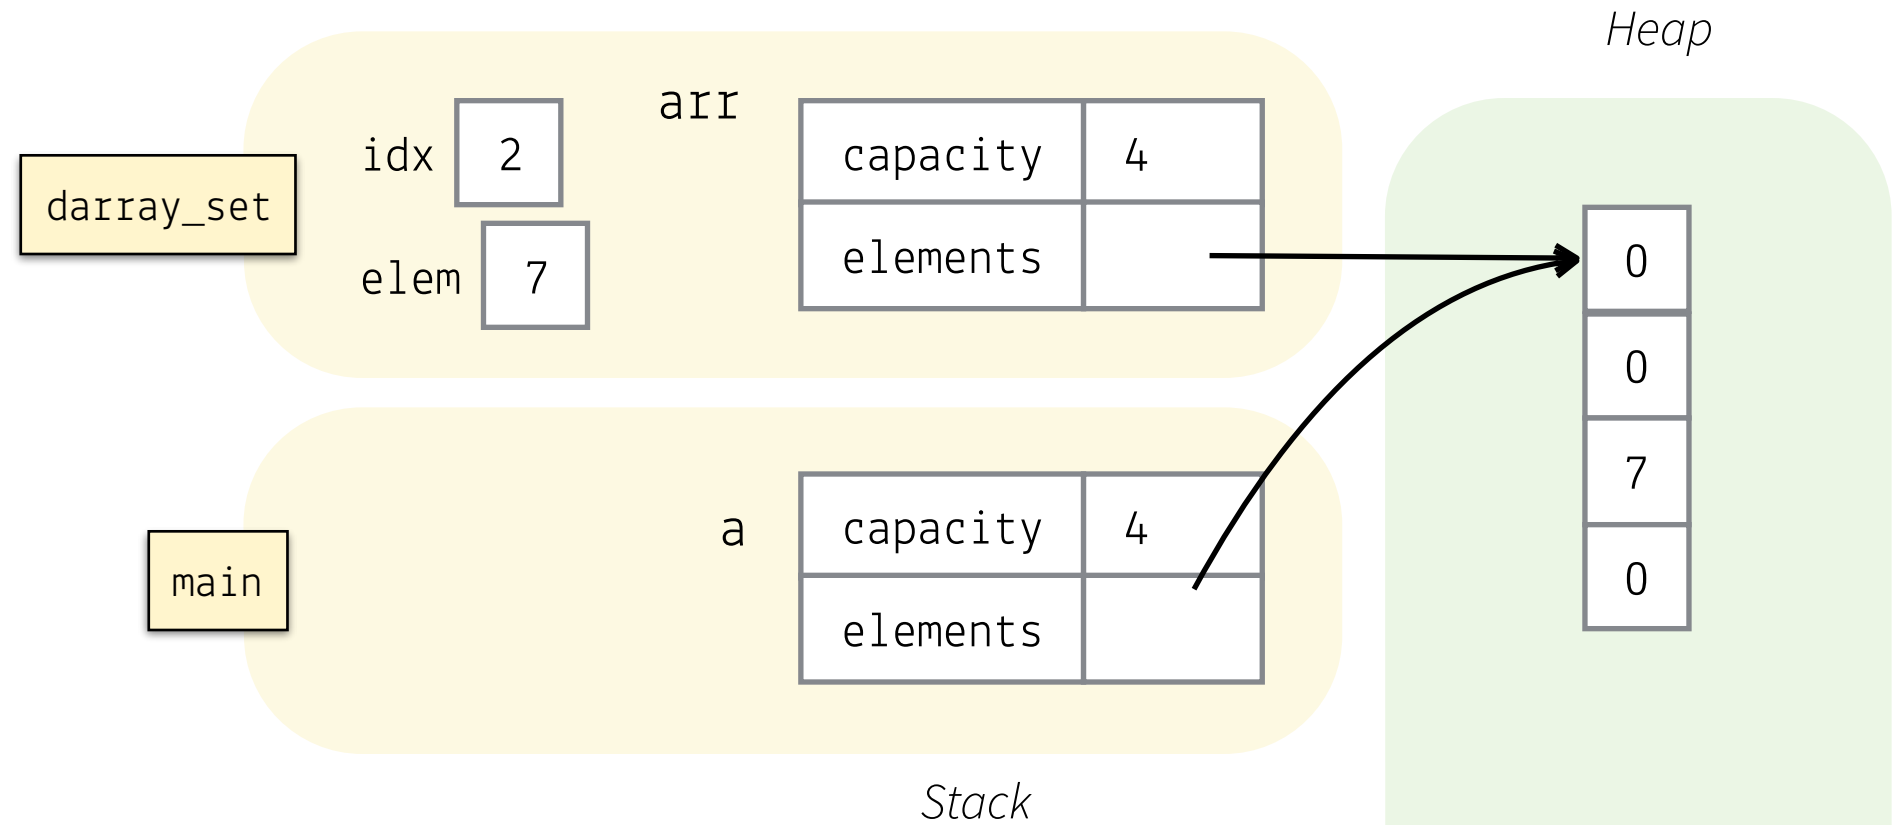 Heap
darray_set
idx 2
elem 7
arr
capacity 4
elements
main
a
capacity 4
elements
0
0
7
0
Stack